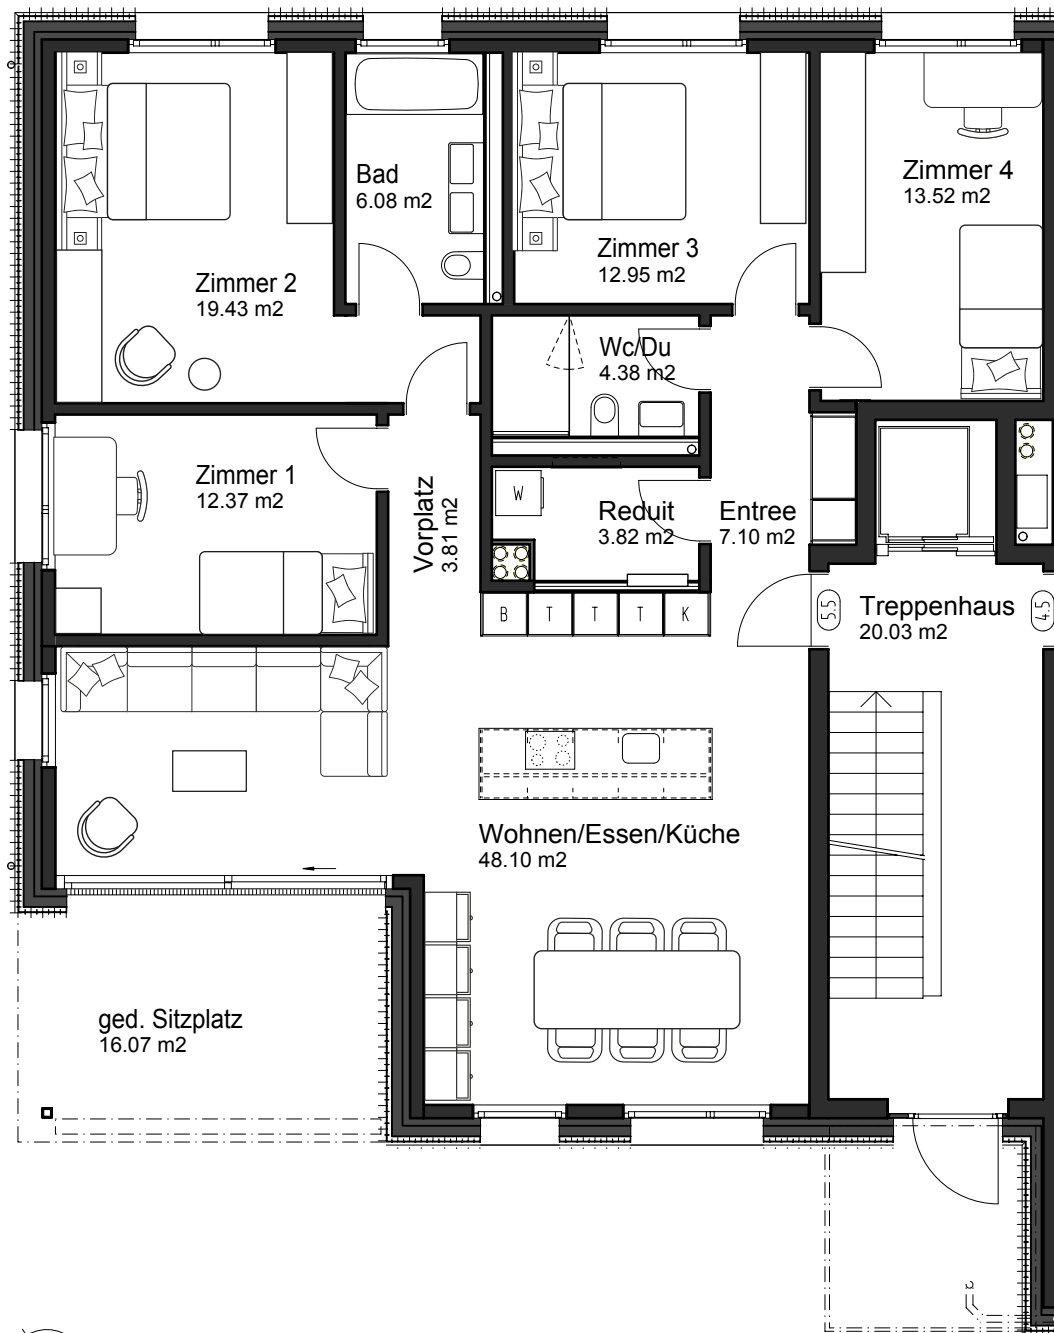 Bad
6.08 m2
Zimmer 4
13.52 m2
Zimmer 3
12.95 m2
Zimmer 2
19.43 m2
Wc/Du
4.38 m2
Zimmer 1
12.37 m2
Vorplatz
3.81 m2
W
Reduit
3.82 m2
Entree
7.10 m2
B T T T K
5.5
Treppenhaus
20.03 m2
4.5
Wohnen/Essen/Küche
48.10 m2
ged. Sitzplatz
16.07 m2